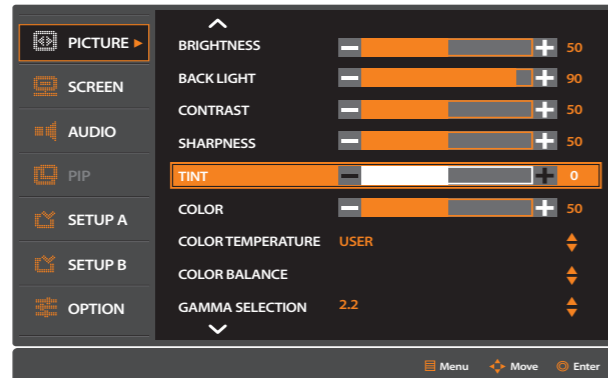 PICTURE
SCREEN
AUDIO
PIP
SETUP A
SETUP B
OPTION
BRIGHTNESS 50
BACK LIGHT 90
CONTRAST 50
SHARPNESS 50
TINT 0
COLOR 50
COLOR TEMPERATURE USER
COLOR BALANCE
GAMMA SELECTION 2.2
Menu Move Enter